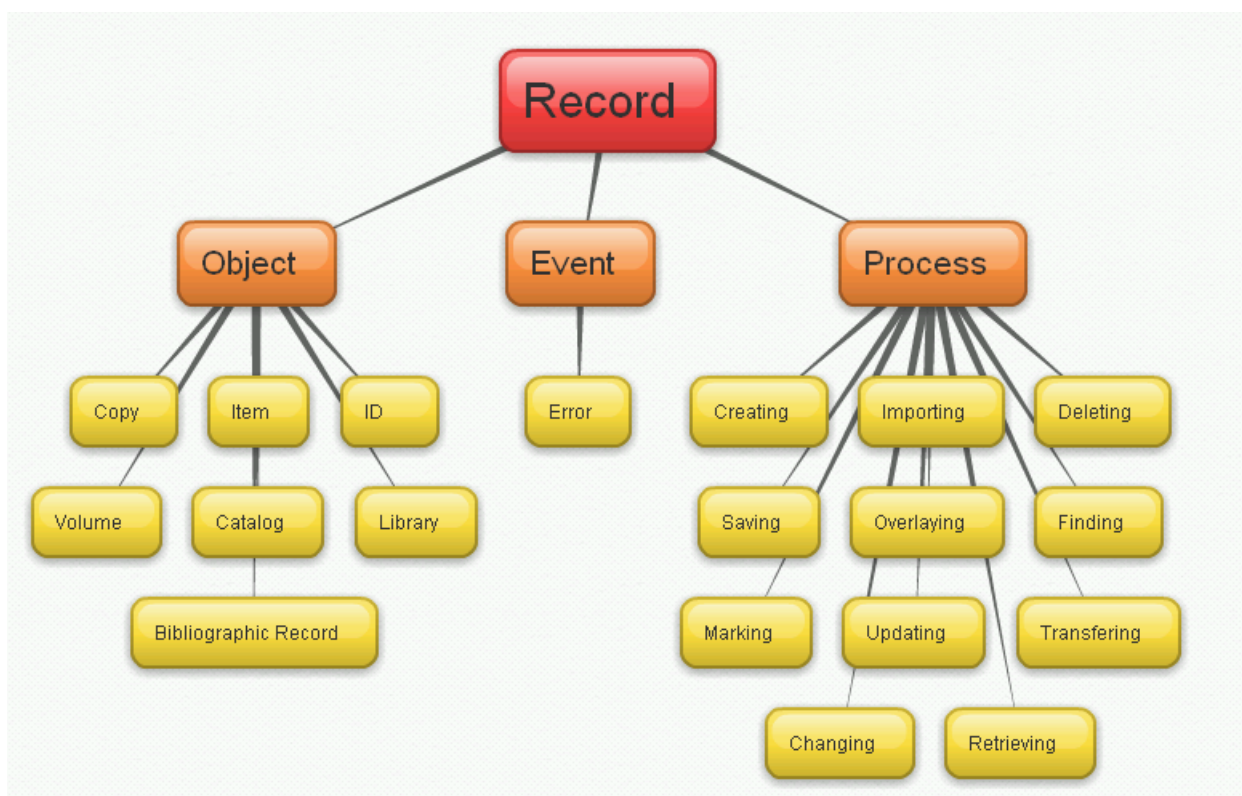 Record
Object
Event
Process
Copy
Item
ID
Error
Creating
Importing
Deleting
Volume
Catalog
Library
Saving
Overlaying
Finding
Bibliographic Record
Marking
Updating
Transfering
Changing
Retrieving